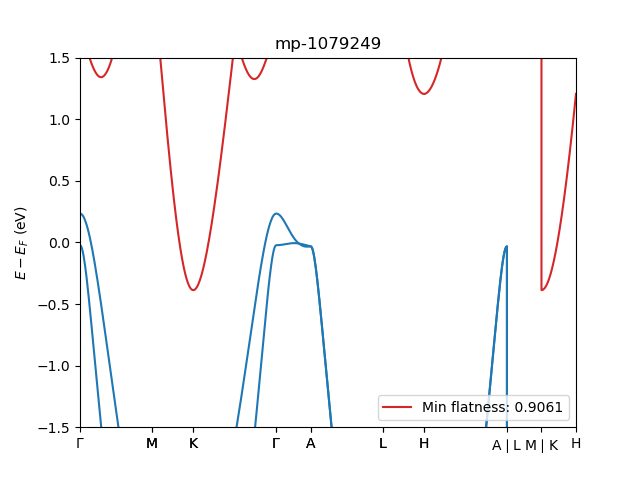 mp-1079249
E − E_F (eV)
1.5
1.0
0.5
0.0
−0.5
−1.0
−1.5
Min flatness: 0.9061
Γ M K Γ A L H A | L M | K H